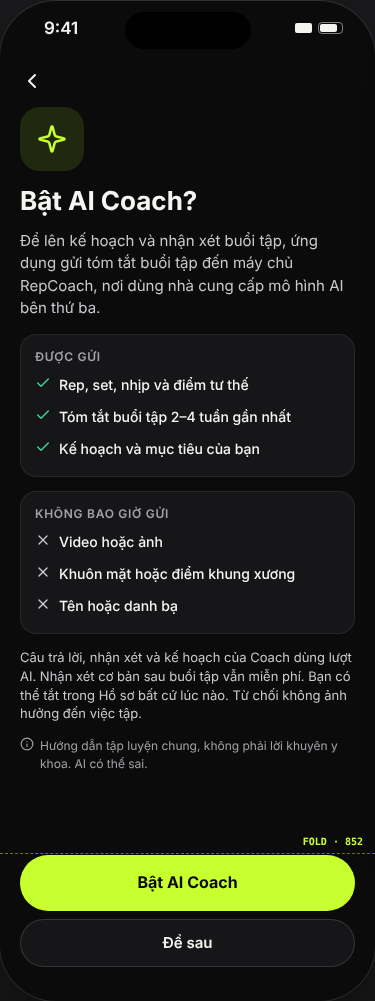 9:41
Bật AI Coach?
Để lên kế hoạch và nhận xét buổi tập, ứng
dụng gửi tóm tắt buổi tập đến máy chủ
RepCoach, nơi dùng nhà cung cấp mô hình AI
bên thứ ba.
ĐƯỢC GỬI
Rep, set, nhịp và điểm tư thế
Tóm tắt buổi tập 2–4 tuần gần nhất
Kế hoạch và mục tiêu của bạn
KHÔNG BAO GIỜ GỬI
Video hoặc ảnh
Khuôn mặt hoặc điểm khung xương
Tên hoặc danh bạ
Câu trả lời, nhận xét và kế hoạch của Coach dùng lượt
AI. Nhận xét cơ bản sau buổi tập vẫn miễn phí. Bạn có
thể tắt trong Hồ sơ bất cứ lúc nào. Từ chối không ảnh
hưởng đến việc tập.
Hướng dẫn tập luyện chung, không phải lời khuyên y
khoa. AI có thể sai.
FOLD · 852
Bật AI Coach
Để sau